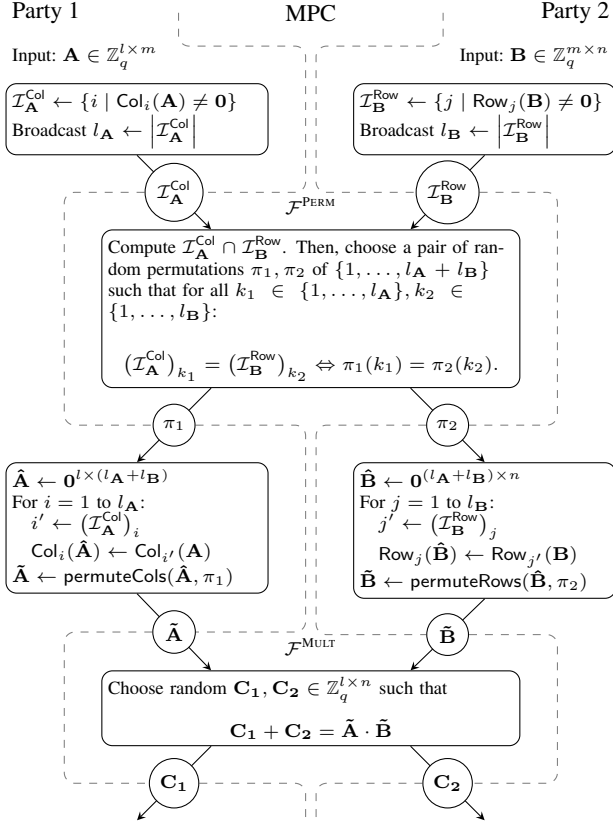 Party 1 MPC Party 2
Input: A ∈ ℤ_q^{l×m} Input: B ∈ ℤ_q^{m×n}
I_A^Col ← {i | Col_i(A) ≠ 0}
Broadcast l_A ← |I_A^Col|
I_B^Row ← {j | Row_j(B) ≠ 0}
Broadcast l_B ← |I_B^Row|
I_A^Col I_B^Row
F^PERM
Compute I_A^Col ∩ I_B^Row. Then, choose a pair of ran-
dom permutations π_1, π_2 of {1, . . . , l_A + l_B}
such that for all k_1 ∈ {1, . . . , l_A}, k_2 ∈
{1, . . . , l_B}:
(I_A^Col)_{k_1} = (I_B^Row)_{k_2} ⇔ π_1(k_1) = π_2(k_2).
π_1 π_2
Â ← 0^{l×(l_A+l_B)}
For i = 1 to l_A:
i′ ← (I_A^Col)_i
Col_i(Â) ← Col_{i′}(A)
Ã ← permuteCols(Â, π_1)
B̂ ← 0^{(l_A+l_B)×n}
For j = 1 to l_B:
j′ ← (I_B^Row)_j
Row_j(B̂) ← Row_{j′}(B)
B̃ ← permuteRows(B̂, π_2)
Ã B̃
F^MULT
Choose random C_1, C_2 ∈ ℤ_q^{l×n} such that
C_1 + C_2 = Ã · B̃
C_1 C_2